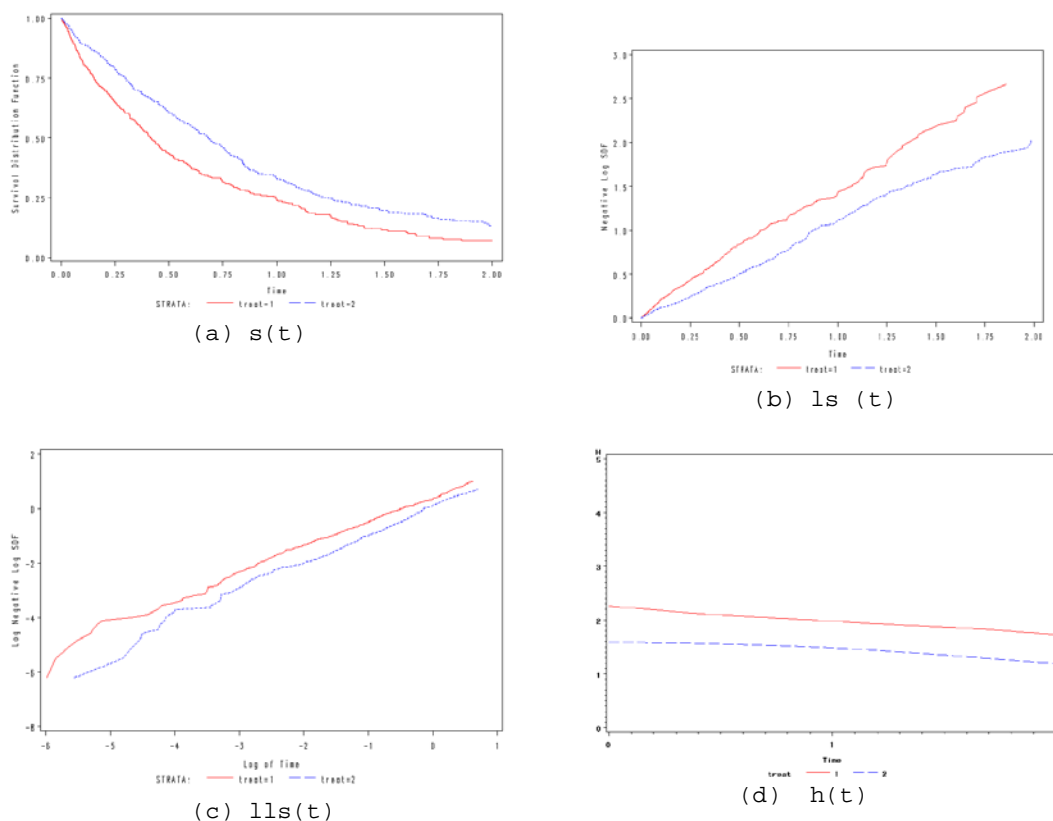 1.00
0.75
0.50
0.25
0.00
Survival Distribution Function
0.00 0.25 0.50 0.75 1.00 1.25 1.50 1.75 2.00
Time
STRATA: treat=1 treat=2
(a) s(t)
3.0
2.5
2.0
1.5
1.0
0.5
0.0
Negative Log SDF
0.00 0.25 0.50 0.75 1.00 1.25 1.50 1.75 2.00
Time
STRATA: treat=1 treat=2
(b) ls (t)
2
0
-2
-4
-6
-8
Log Negative Log SDF
-6 -5 -4 -3 -2 -1 0 1
Log of Time
STRATA: treat=1 treat=2
(c) lls(t)
H
5
4
3
2
1
0
0 1
Time
treat 1 2
(d) h(t)